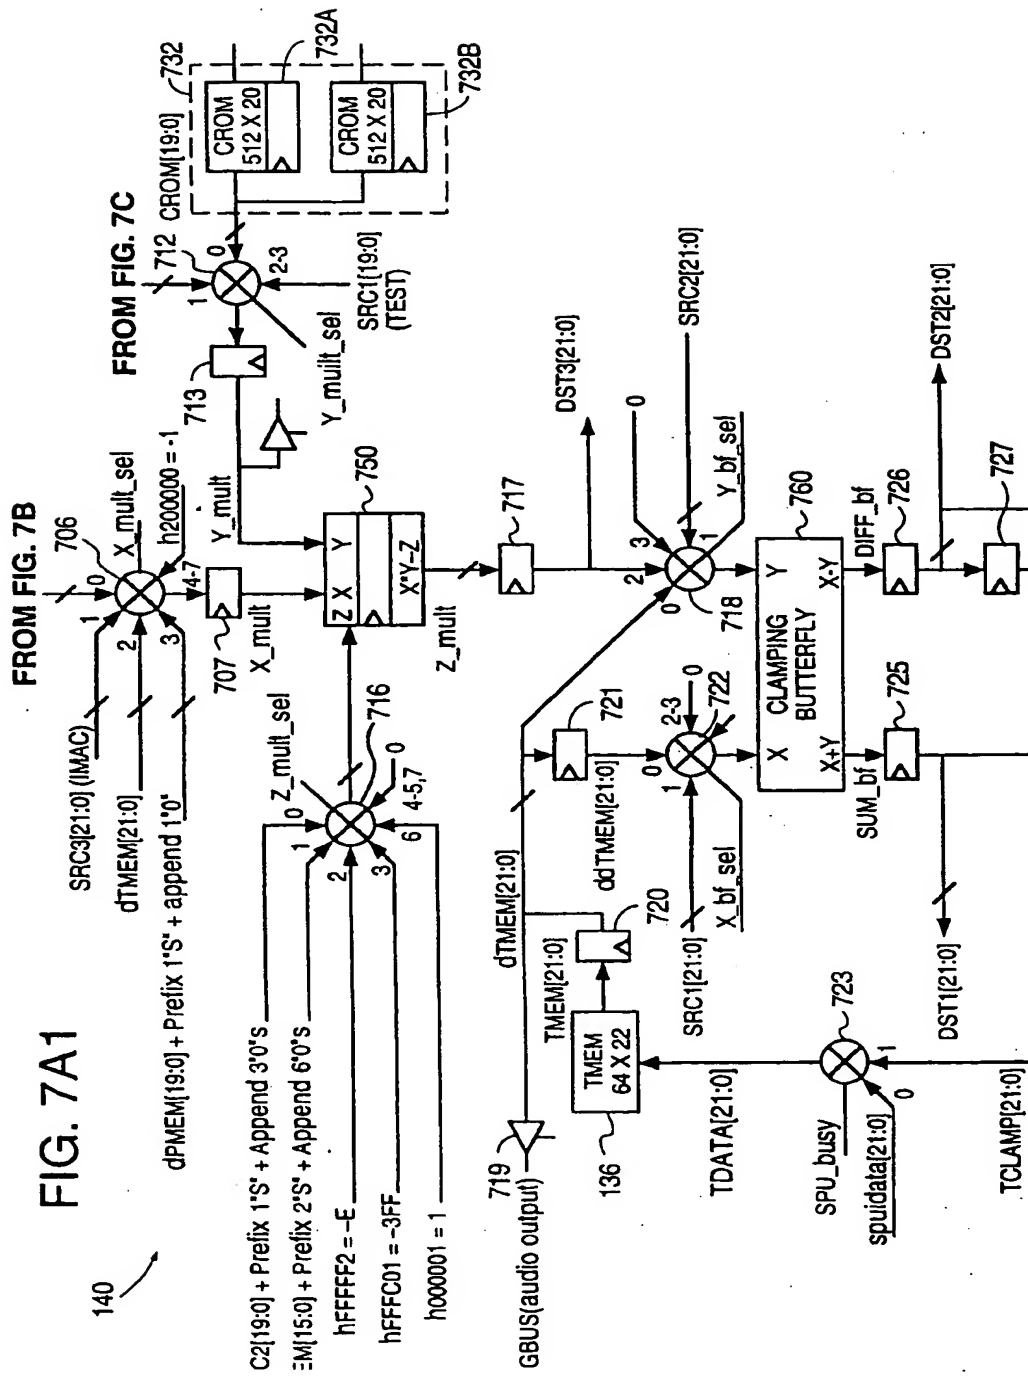 FIG. 7A1
140
FROM FIG. 7B
FROM FIG. 7C
SRC3[21:0] (IMAC)
dTMEM[21:0]
dPMEM[19:0] + Prefix 1"S" + append 1"0"
1
0
2
3
4-7
706
X_mult_sel
h200000 = -1
707
X_mult
712
1
0
2-3
CROM[19:0]
732
CROM
512 X 20
732A
CROM
512 X 20
732B
SRC1[19:0]
(TEST)
Y_muilt_sel
713
Y_mult
Y_mult
C2[19:0] + Prefix 1"S" + Append 3"0"s
EM[15:0] + Prefix 2"S" + Append 6"0"s
hFFFFF2 = -E
hFFFC01 = -3FF
h000001 = 1
Z_mult_sel
0
1
2
3
6
4-5,7
0
716
Z X Y
X*Y-Z
750
Z_mult
717
DST3[21:0]
GBUS(audio output)
719
dTMEM[21:0]
TMEM[21:0]
TMEM
64 X 22
136
720
721
ddTMEM[21:0]
0
1
2-3
0
722
SRC1[21:0]
X_bf_sel
0
2
3
1
0
718
SRC2[21:0]
Y_bf_sel
X Y
CLAMPING
BUTTERFLY
X+Y X-Y
760
SUM_bf
DIFF_bf
725
726
727
DST1[21:0]
DST2[21:0]
TDATA[21:0]
SPU_busy
723
spuidata[21:0]
0
1
TCLAMP[21:0]